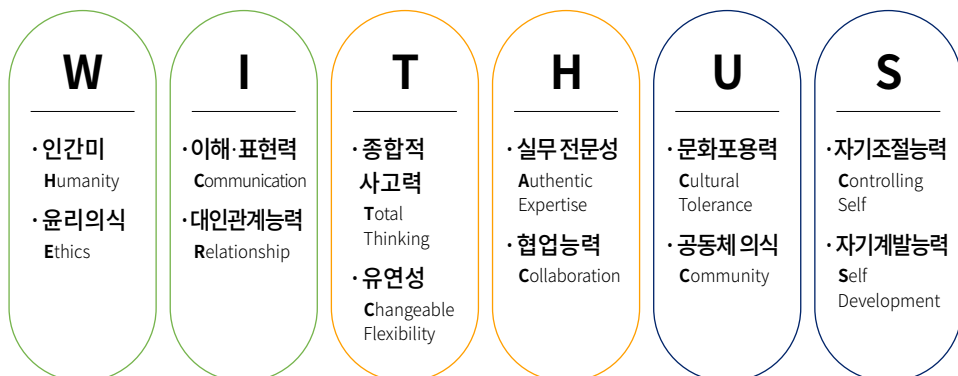 W
·인간미
Humanity
·윤리의식
Ethics
I
·이해·표현력
Communication
·대인관계능력
Relationship
T
·종합적
사고력
Total
Thinking
·유연성
Changeable
Flexibility
H
·실무 전문성
Authentic
Expertise
·협업능력
Collaboration
U
·문화포용력
Cultural
Tolerance
·공동체 의식
Community
S
·자기조절능력
Controlling
Self
·자기계발능력
Self
Development